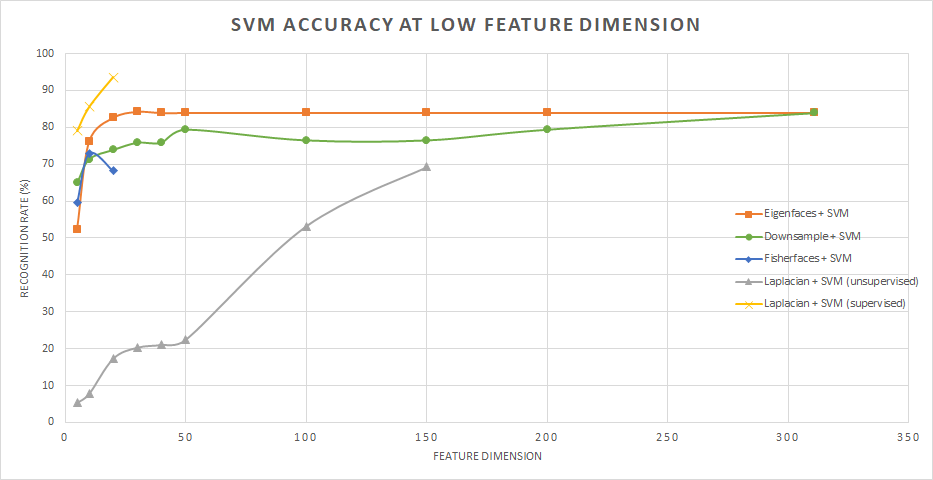 SVM ACCURACY AT LOW FEATURE DIMENSION
100
90
80
70
60
50
40
30
20
10
0
RECOGNITION RATE (%)
0 50 100 150 200 250 300 350
FEATURE DIMENSION
Eigenfaces + SVM
Downsample + SVM
Fisherfaces + SVM
Laplacian + SVM (unsupervised)
Laplacian + SVM (supervised)